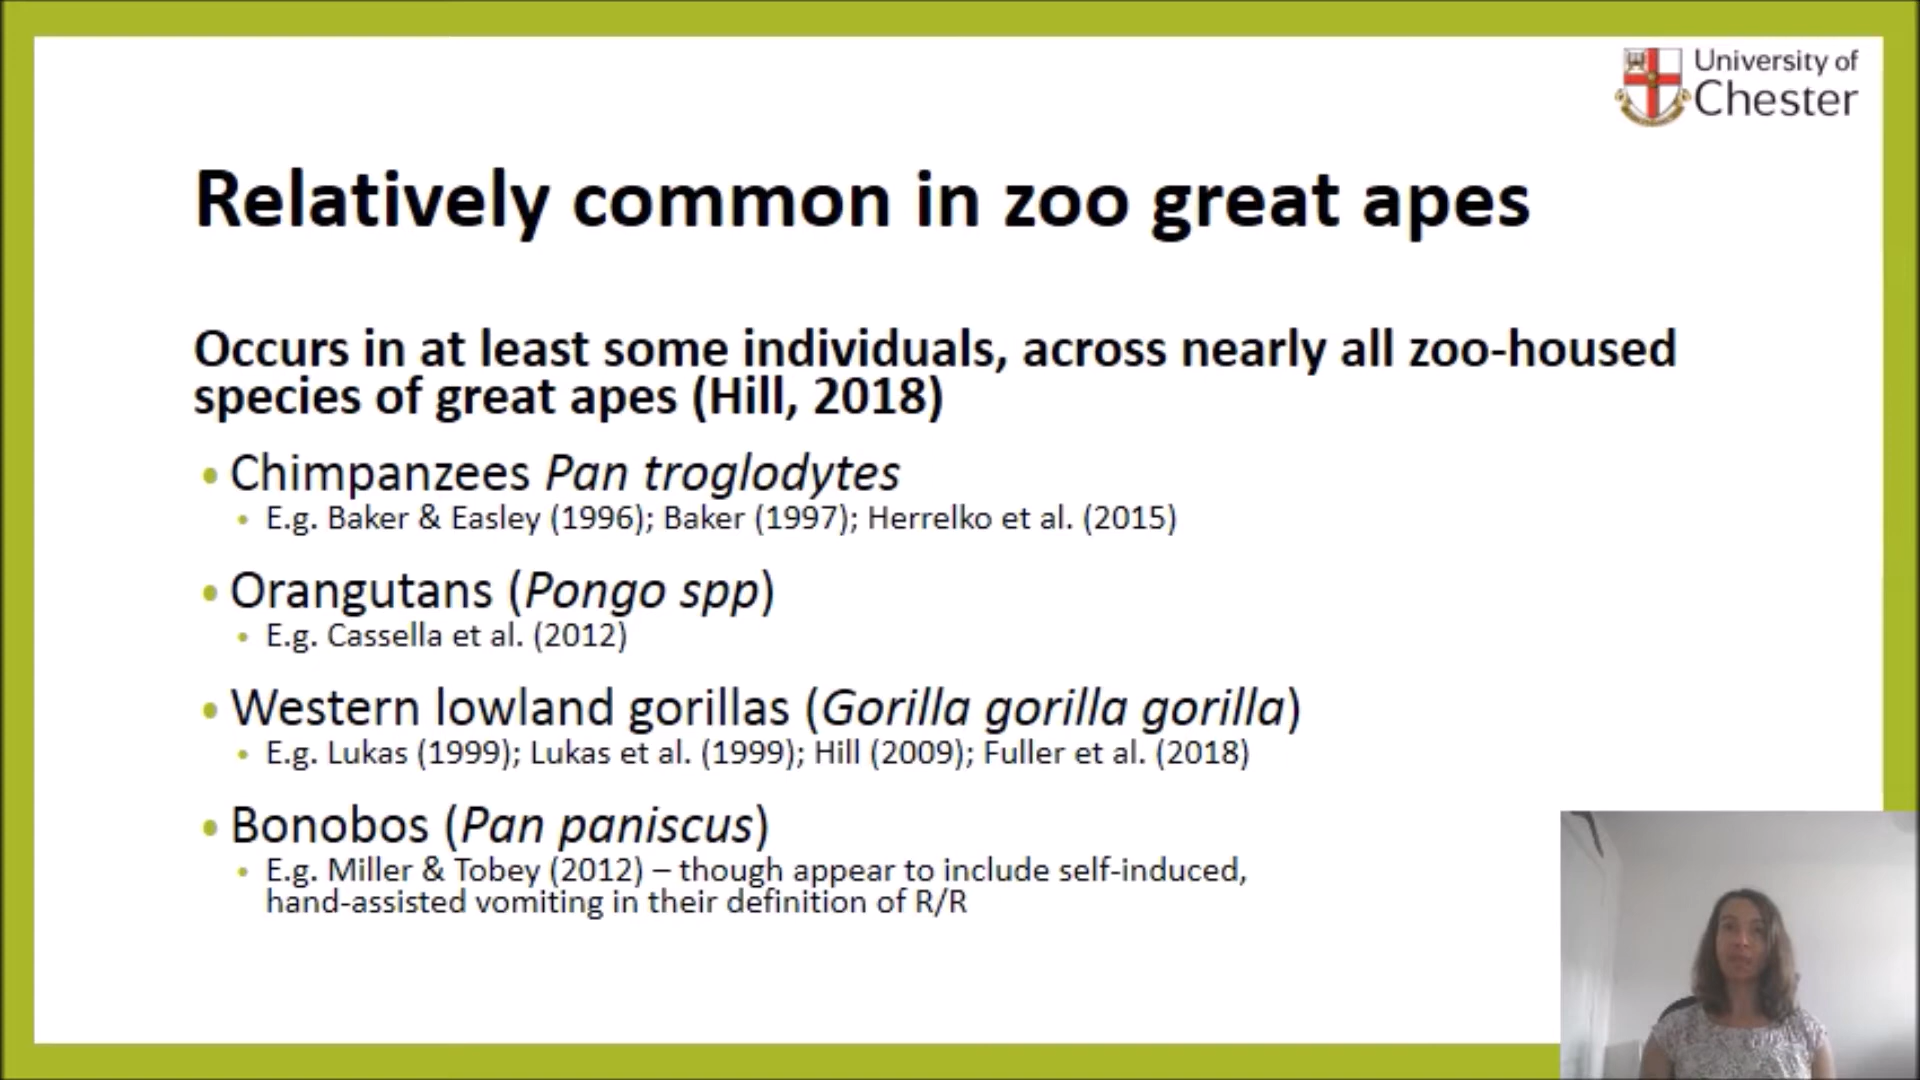 University of
Chester
Relatively common in zoo great apes
Occurs in at least some individuals, across nearly all zoo-housed
species of great apes (Hill, 2018)
• Chimpanzees Pan troglodytes
• E.g. Baker & Easley (1996); Baker (1997); Herrelko et al. (2015)
• Orangutans (Pongo spp)
• E.g. Cassella et al. (2012)
• Western lowland gorillas (Gorilla gorilla gorilla)
• E.g. Lukas (1999); Lukas et al. (1999); Hill (2009); Fuller et al. (2018)
• Bonobos (Pan paniscus)
• E.g. Miller & Tobey (2012) – though appear to include self-induced,
hand-assisted vomiting in their definition of R/R